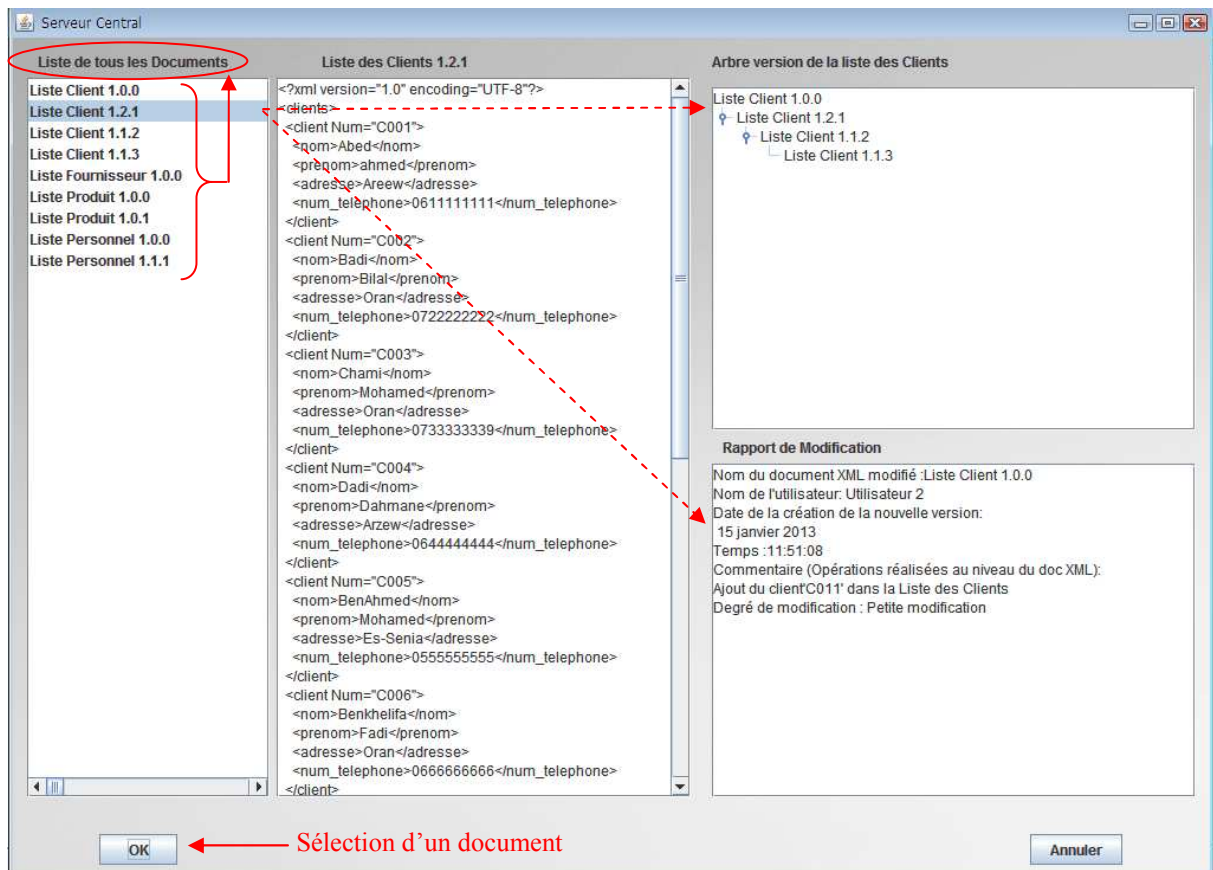 Serveur Central
Liste de tous les Documents
Liste Client 1.0.0
Liste Client 1.2.1
Liste Client 1.1.2
Liste Client 1.1.3
Liste Fournisseur 1.0.0
Liste Produit 1.0.0
Liste Produit 1.0.1
Liste Personnel 1.0.0
Liste Personnel 1.1.1
Liste des Clients 1.2.1
<?xml version="1.0" encoding="UTF-8"?>
<clients>
<client Num="C001">
<nom>Abed</nom>
<prenom>ahmed</prenom>
<adresse>Areew</adresse>
<num_telephone>0611111111</num_telephone>
</client>
<client Num="C002">
<nom>Badi</nom>
<prenom>Bilal</prenom>
<adresse>Oran</adresse>
<num_telephone>0722222222</num_telephone>
</client>
<client Num="C003">
<nom>Chami</nom>
<prenom>Mohamed</prenom>
<adresse>Oran</adresse>
<num_telephone>0733333339</num_telephone>
</client>
<client Num="C004">
<nom>Dadi</nom>
<prenom>Dahmane</prenom>
<adresse>Arzew</adresse>
<num_telephone>0644444444</num_telephone>
</client>
<client Num="C005">
<nom>BenAhmed</nom>
<prenom>Mohamed</prenom>
<adresse>Es-Senia</adresse>
<num_telephone>0555555555</num_telephone>
</client>
<client Num="C006">
<nom>Benkhelifa</nom>
<prenom>Fadi</prenom>
<adresse>Oran</adresse>
<num_telephone>0666666666</num_telephone>
</client>
Arbre version de la liste des Clients
Liste Client 1.0.0
Liste Client 1.2.1
Liste Client 1.1.2
Liste Client 1.1.3
Rapport de Modification
Nom du document XML modifié :Liste Client 1.0.0
Nom de l'utilisateur: Utilisateur 2
Date de la création de la nouvelle version:
15 janvier 2013
Temps :11:51:08
Commentaire (Opérations réalisées au niveau du doc XML):
Ajout du client'C011' dans la Liste des Clients
Degré de modification : Petite modification
OK
Sélection d'un document
Annuler